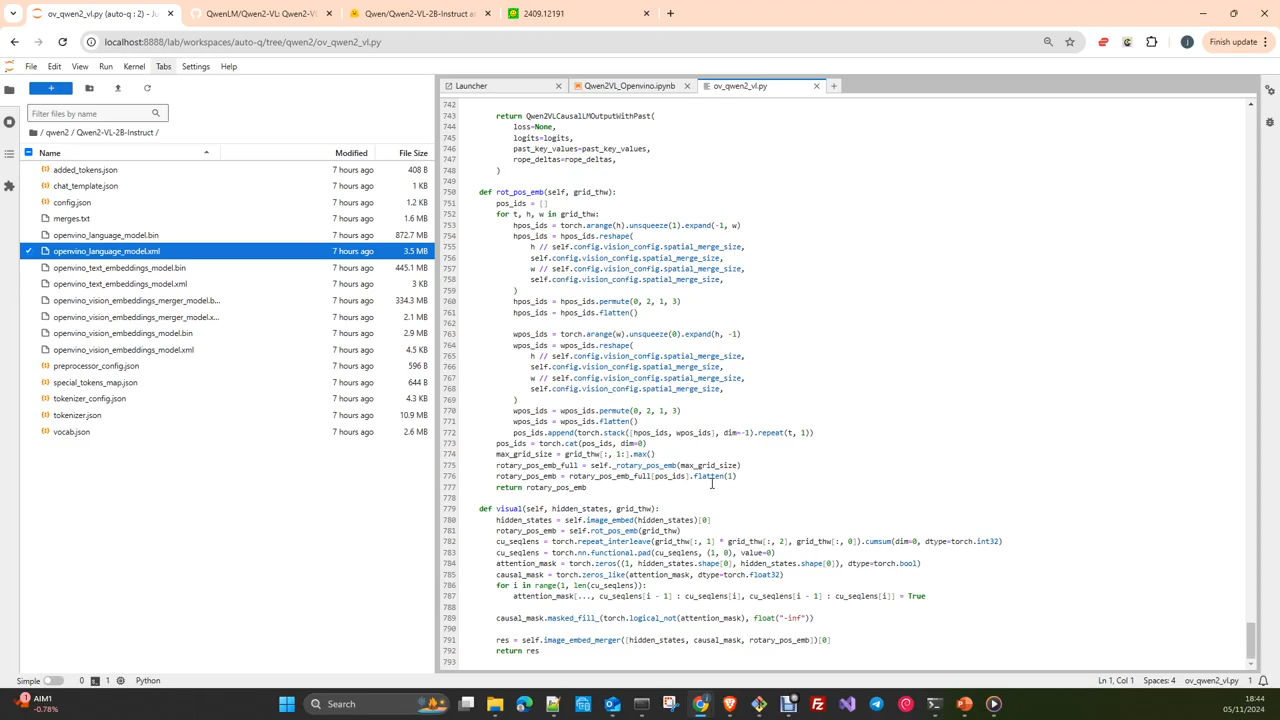 ov_qwen2_vl.py (auto-q : 2) - Ju
QwenLM/Qwen2-VL: Qwen2-VL
Qwen/Qwen2-VL-2B-Instruct a
2409.12191
localhost:8888/lab/workspaces/auto-q/tree/qwen2/ov_qwen2_vl.py
Finish update
File Edit View Run Kernel Tabs Settings Help
Launcher
Qwen2VL_Openvino.ipynb
ov_qwen2_vl.py
Filter files by name
/ qwen2 / Qwen2-VL-2B-Instruct /
Name Modified File Size
added_tokens.json 7 hours ago 408 B
chat_template.json 7 hours ago 1 KB
config.json 7 hours ago 1.2 KB
merges.txt 7 hours ago 1.6 MB
openvino_language_model.bin 7 hours ago 872.7 MB
openvino_language_model.xml 7 hours ago 3.5 MB
openvino_text_embeddings_model.bin 7 hours ago 445.1 MB
openvino_text_embeddings_model.xml 7 hours ago 3 KB
openvino_vision_embeddings_merger_model.b... 7 hours ago 334.3 MB
openvino_vision_embeddings_merger_model.x... 7 hours ago 2.1 MB
openvino_vision_embeddings_model.bin 7 hours ago 2.9 MB
openvino_vision_embeddings_model.xml 7 hours ago 4.5 KB
preprocessor_config.json 7 hours ago 596 B
special_tokens_map.json 7 hours ago 644 B
tokenizer_config.json 7 hours ago 4.3 KB
tokenizer.json 7 hours ago 10.9 MB
vocab.json 7 hours ago 2.6 MB
742
743 return Qwen2VLCausalLMOutputWithPast(
744 loss=None,
745 logits=logits,
746 past_key_values=past_key_values,
747 rope_deltas=rope_deltas,
748 )
749
750 def rot_pos_emb(self, grid_thw):
751 pos_ids = []
752 for t, h, w in grid_thw:
753 hpos_ids = torch.arange(h).unsqueeze(1).expand(-1, w)
754 hpos_ids = hpos_ids.reshape(
755 h // self.config.vision_config.spatial_merge_size,
756 self.config.vision_config.spatial_merge_size,
757 w // self.config.vision_config.spatial_merge_size,
758 self.config.vision_config.spatial_merge_size,
759 )
760 hpos_ids = hpos_ids.permute(0, 2, 1, 3)
761 hpos_ids = hpos_ids.flatten()
762
763 wpos_ids = torch.arange(w).unsqueeze(0).expand(h, -1)
764 wpos_ids = wpos_ids.reshape(
765 h // self.config.vision_config.spatial_merge_size,
766 self.config.vision_config.spatial_merge_size,
767 w // self.config.vision_config.spatial_merge_size,
768 self.config.vision_config.spatial_merge_size,
769 )
770 wpos_ids = wpos_ids.permute(0, 2, 1, 3)
771 wpos_ids = wpos_ids.flatten()
772 pos_ids.append(torch.stack([hpos_ids, wpos_ids], dim=-1).repeat(t, 1))
773 pos_ids = torch.cat(pos_ids, dim=0)
774 max_grid_size = grid_thw[:, 1:].max()
775 rotary_pos_emb_full = self._rotary_pos_emb(max_grid_size)
776 rotary_pos_emb = rotary_pos_emb_full[pos_ids].flatten(1)
777 return rotary_pos_emb
778
779 def visual(self, hidden_states, grid_thw):
780 hidden_states = self.image_embed(hidden_states)[0]
781 rotary_pos_emb = self.rot_pos_emb(grid_thw)
782 cu_seqlens = torch.repeat_interleave(grid_thw[:, 1] * grid_thw[:, 2], grid_thw[:, 0]).cumsum(dim=0, dtype=torch.int32)
783 cu_seqlens = torch.nn.functional.pad(cu_seqlens, (1, 0), value=0)
784 attention_mask = torch.zeros((1, hidden_states.shape[0], hidden_states.shape[0]), dtype=torch.bool)
785 causal_mask = torch.zeros_like(attention_mask, dtype=torch.float32)
786 for i in range(1, len(cu_seqlens)):
787 attention_mask[..., cu_seqlens[i - 1] : cu_seqlens[i], cu_seqlens[i - 1] : cu_seqlens[i]] = True
788
789 causal_mask.masked_fill_(torch.logical_not(attention_mask), float("-inf"))
790
791 res = self.image_embed_merger([hidden_states, causal_mask, rotary_pos_emb])[0]
792 return res
793
Simple 0 1 Python
Ln 1, Col 1 Spaces: 4 ov_qwen2_vl.py 1
AIM1
-0.78%
Search
18:44
05/11/2024